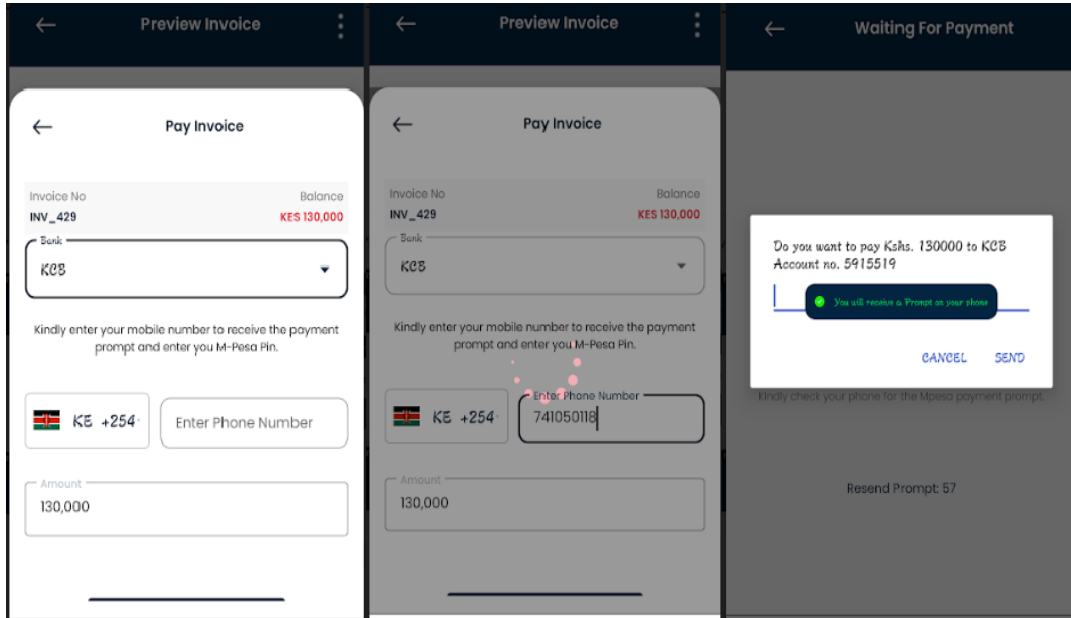 Preview Invoice
Pay Invoice
Invoice No
Balance
INV_429
KES 130,000
Bank
KCB
Kindly enter your mobile number to receive the payment
prompt and enter you M-Pesa Pin.
KE +254
Enter Phone Number
Amount
130,000
Preview Invoice
Pay Invoice
Invoice No
Balance
INV_429
KES 130,000
Bank
KCB
Kindly enter your mobile number to receive the payment
prompt and enter you M-Pesa Pin.
Enter Phone Number
KE +254
741050118
Amount
130,000
Waiting For Payment
Do you want to pay Kshs. 130000 to KCB
Account no. 5915519
You will receive a Prompt on your phone
CANCEL SEND
Kindly check your phone for the Mpesa payment prompt.
Resend Prompt: 57